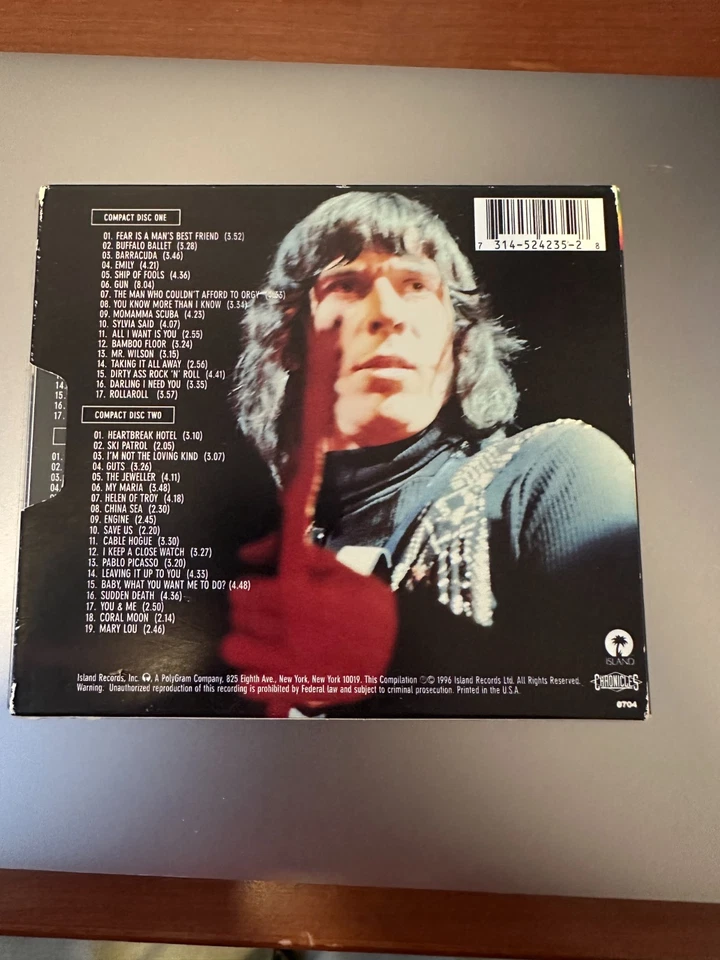 COMPACT DISC ONE
01. FEAR IS A MAN'S BEST FRIEND (3.52)
02. BUFFALO BALLET (3.28)
03. BARRACUDA (3.46)
04. EMILY (4.21)
05. SHIP OF FOOLS (4.36)
06. GUN (8.04)
07. THE MAN WHO COULDN'T AFFORD TO ORGY
08. YOU KNOW MORE THAN I KNOW (3.34)
09. MOMAMMA SCUBA (4.23)
10. SYLVIA SAID (4.07)
11. ALL I WANT IS YOU (2.55)
12. BAMBOO FLOOR (3.24)
13. MR. WILSON (3.15)
14. TAKING IT ALL AWAY (2.56)
15. DIRTY ASS ROCK 'N' ROLL (4.41)
16. DARLING I NEED YOU (3.35)
17. ROLLAROLL (3.57)
COMPACT DISC TWO
01. HEARTBREAK HOTEL (3.10)
02. SKI PATROL (2.05)
03. I'M NOT THE LOVING KIND (3.07)
04. GUTS (3.26)
05. THE JEWELLER (4.11)
06. MY MARIA (3.48)
07. HELEN OF TROY (4.18)
08. CHINA SEA (2.30)
09. ENGINE (2.45)
10. SAVE US (2.20)
11. CABLE HOGUE (3.30)
12. I KEEP A CLOSE WATCH (3.27)
13. PABLO PICASSO (3.20)
14. LEAVING IT UP TO YOU (4.33)
15. BABY, WHAT YOU WANT ME TO DO? (4.48)
16. SUDDEN DEATH (4.36)
17. YOU & ME (2.50)
18. CORAL MOON (2.14)
19. MARY LOU (2.46)
14.
15.
16.
17.
01.
02.
03.
04.
7 314-524235-2 8
ISLAND
CHRONICLES
Island Records, Inc. A PolyGram Company, 825 Eighth Ave., New York, New York 10019. This Compilation ℗© 1996 Island Records Ltd. All Rights Reserved.
Warning: Unauthorized reproduction of this recording is prohibited by Federal law and subject to criminal prosecution. Printed in the U.S.A.
6704